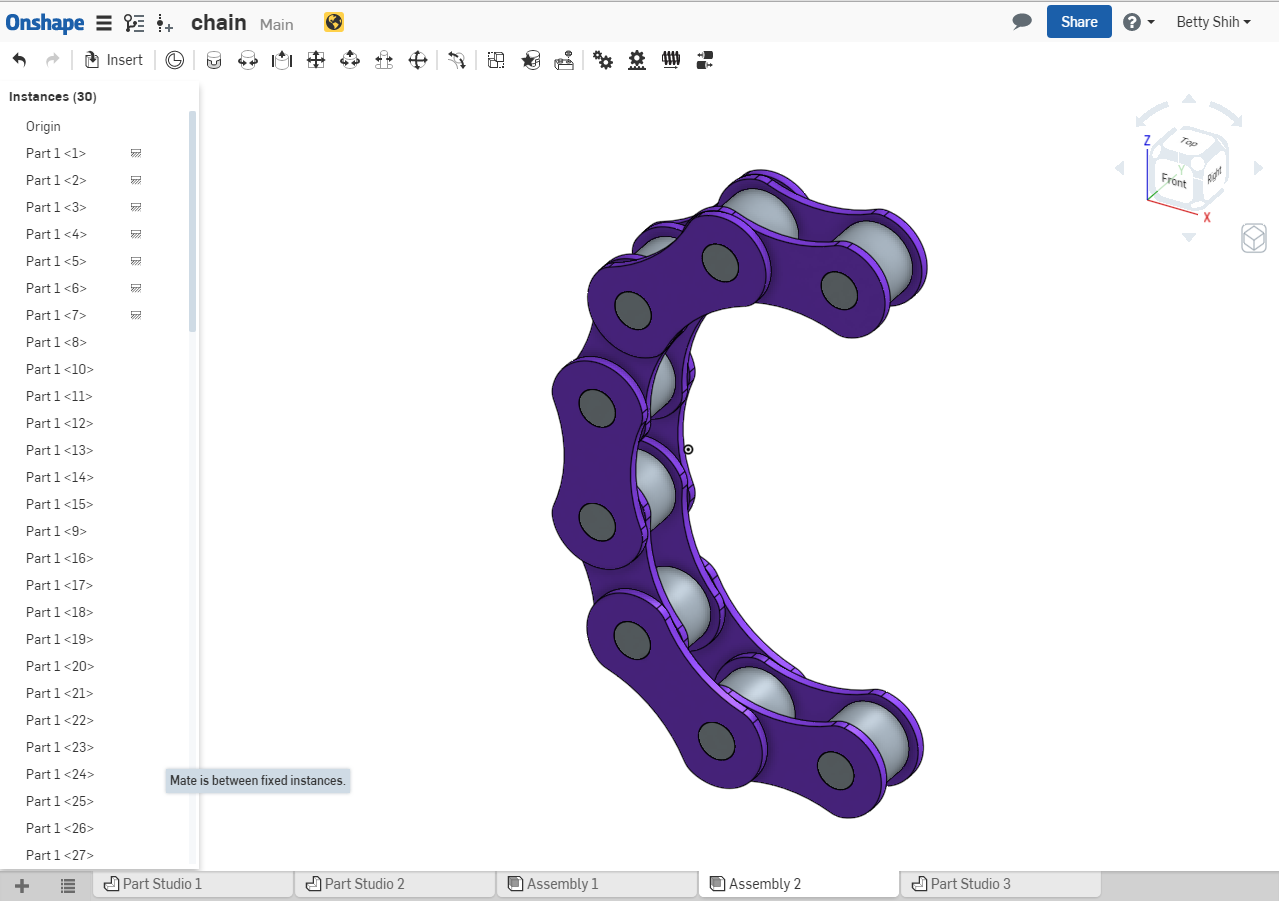 Onshape chain Main Share ? Betty Shih
Insert
Instances (30)
Origin
Part 1 <1>
Part 1 <2>
Part 1 <3>
Part 1 <4>
Part 1 <5>
Part 1 <6>
Part 1 <7>
Part 1 <8>
Part 1 <10>
Part 1 <11>
Part 1 <12>
Part 1 <13>
Part 1 <14>
Part 1 <15>
Part 1 <9>
Part 1 <16>
Part 1 <17>
Part 1 <18>
Part 1 <19>
Part 1 <20>
Part 1 <21>
Part 1 <22>
Part 1 <23>
Part 1 <24>
Part 1 <25>
Part 1 <26>
Part 1 <27>
Mate is between fixed instances.
Z
Top
Y
Front
Right
X
Part Studio 1
Part Studio 2
Assembly 1
Assembly 2
Part Studio 3